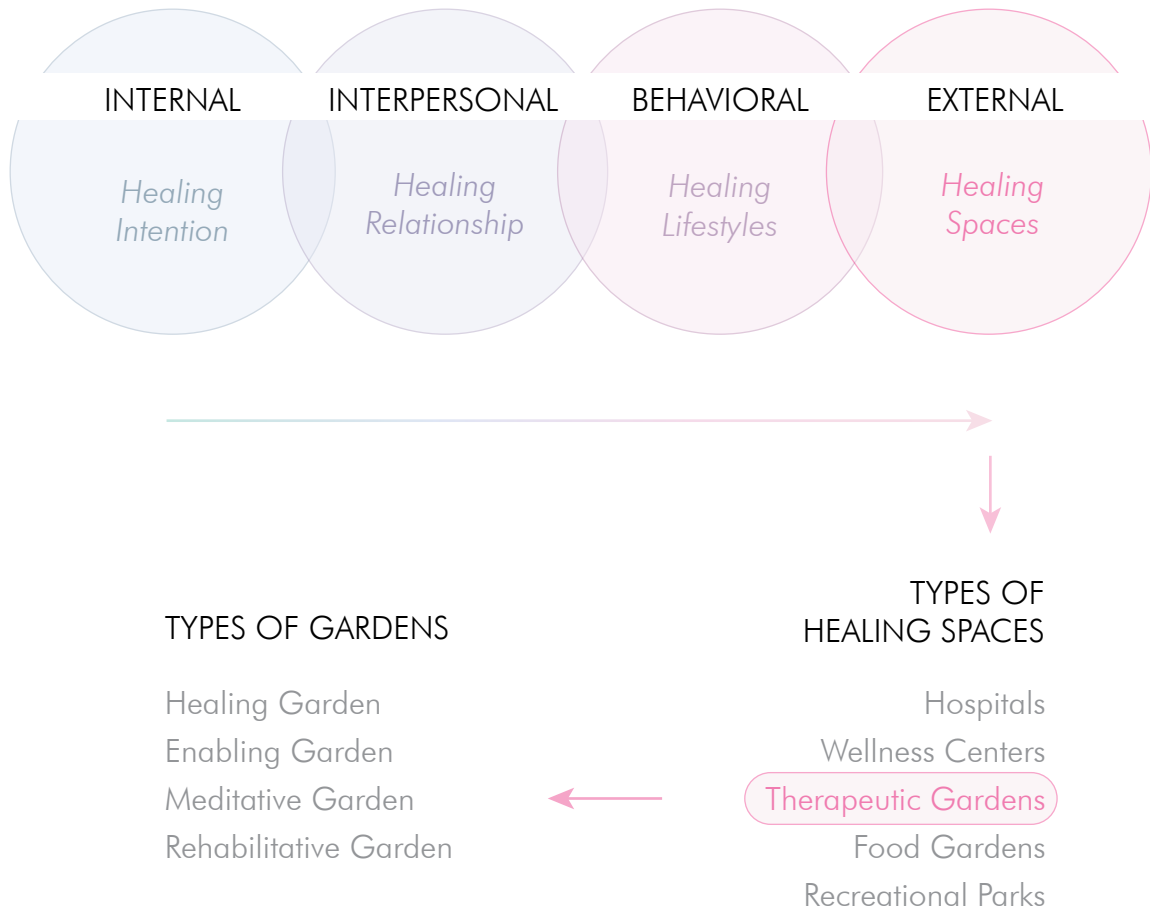 INTERNAL
INTERPERSONAL
BEHAVIORAL
EXTERNAL
Healing
Intention
Healing
Relationship
Healing
Lifestyles
Healing
Spaces
TYPES OF
HEALING SPACES
Hospitals
Wellness Centers
Therapeutic Gardens
Food Gardens
Recreational Parks
TYPES OF GARDENS
Healing Garden
Enabling Garden
Meditative Garden
Rehabilitative Garden